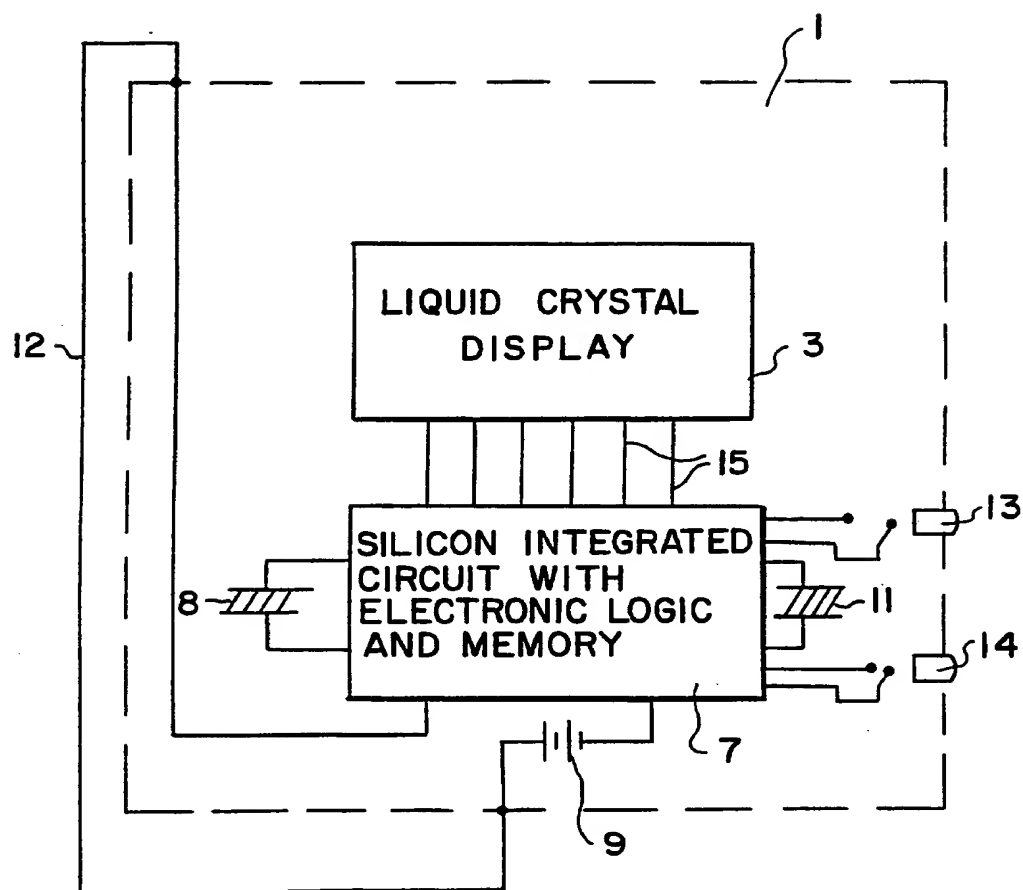 1
LIQUID CRYSTAL
DISPLAY
12
3
15
13
SILICON INTEGRATED
CIRCUIT WITH
ELECTRONIC LOGIC
AND MEMORY
8
11
14
7
9